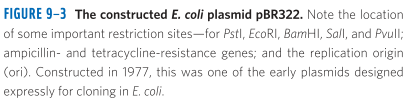 FIGURE 9–3 The constructed E. coli plasmid pBR322. Note the location
of some important restriction sites—for PstI, EcoRI, BamHI, SalI, and PvuII;
ampicillin- and tetracycline-resistance genes; and the replication origin
(ori). Constructed in 1977, this was one of the early plasmids designed
expressly for cloning in E. coli.